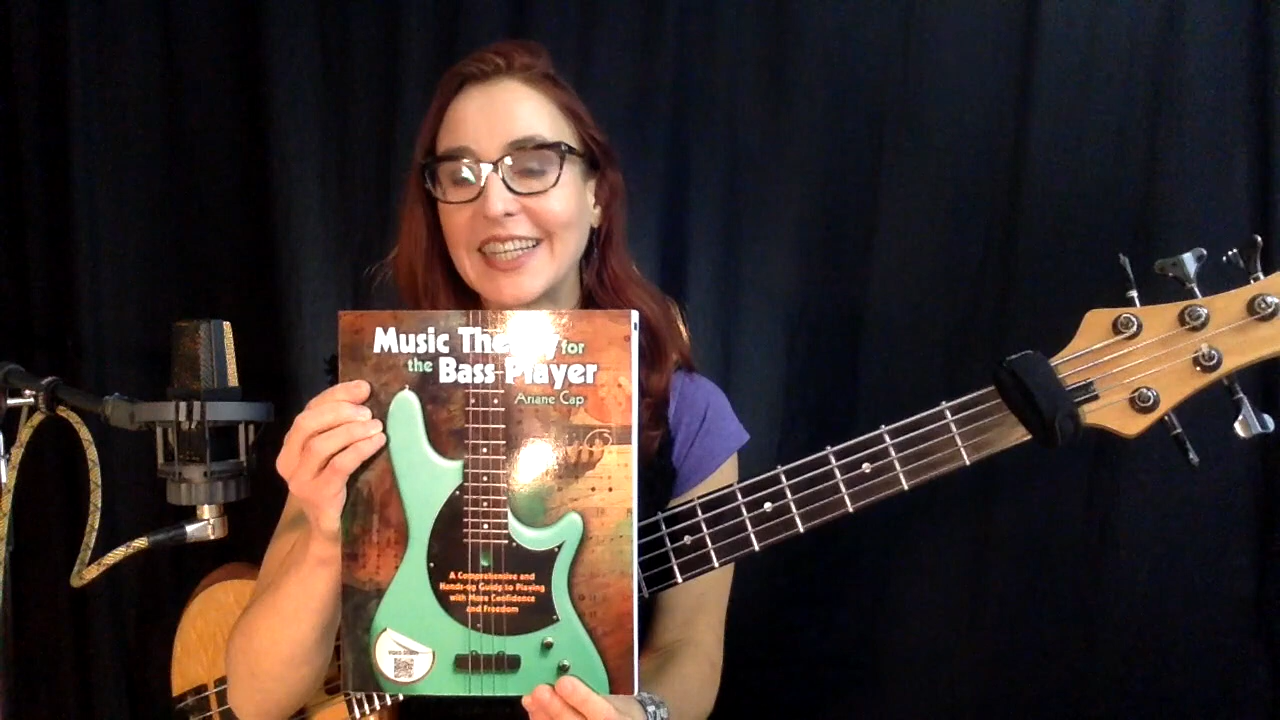 Music Theory for
the Bass Player
Ariane Cap
A Comprehensive and
Hands-on Guide to Playing
with More Confidence
and Freedom